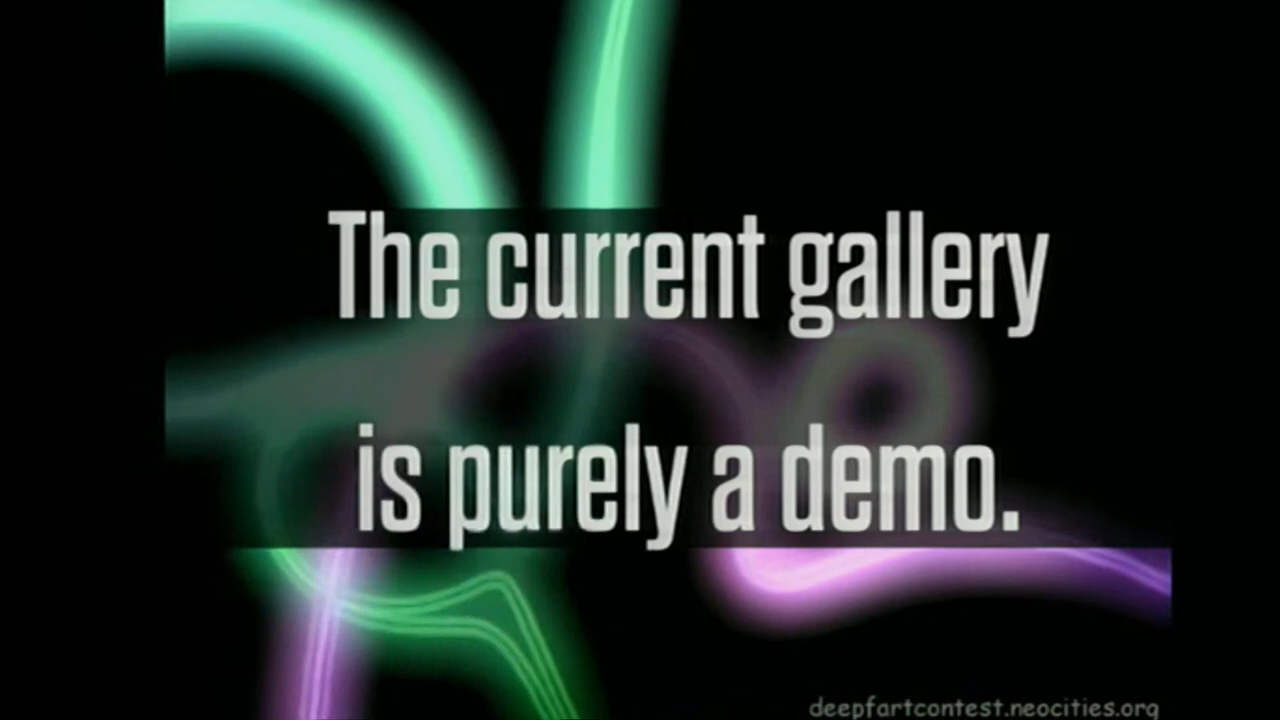 The current gallery
is purely a demo.
deepfartcontest.neocities.org